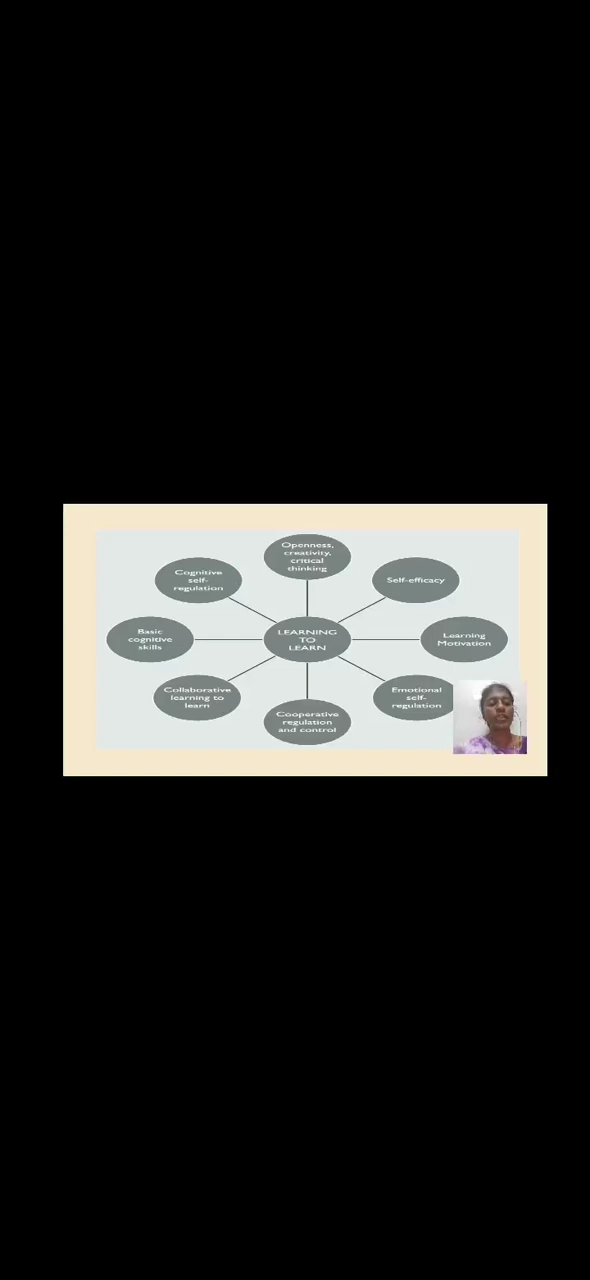 Openness,
creativity,
critical
thinking
Self-efficacy
Learning
Motivation
Emotional
self-
regulation
Cooperative
regulation
and control
Collaborative
learning to
learn
Basic
cognitive
skills
Cognitive
self-
regulation
LEARNING
TO
LEARN